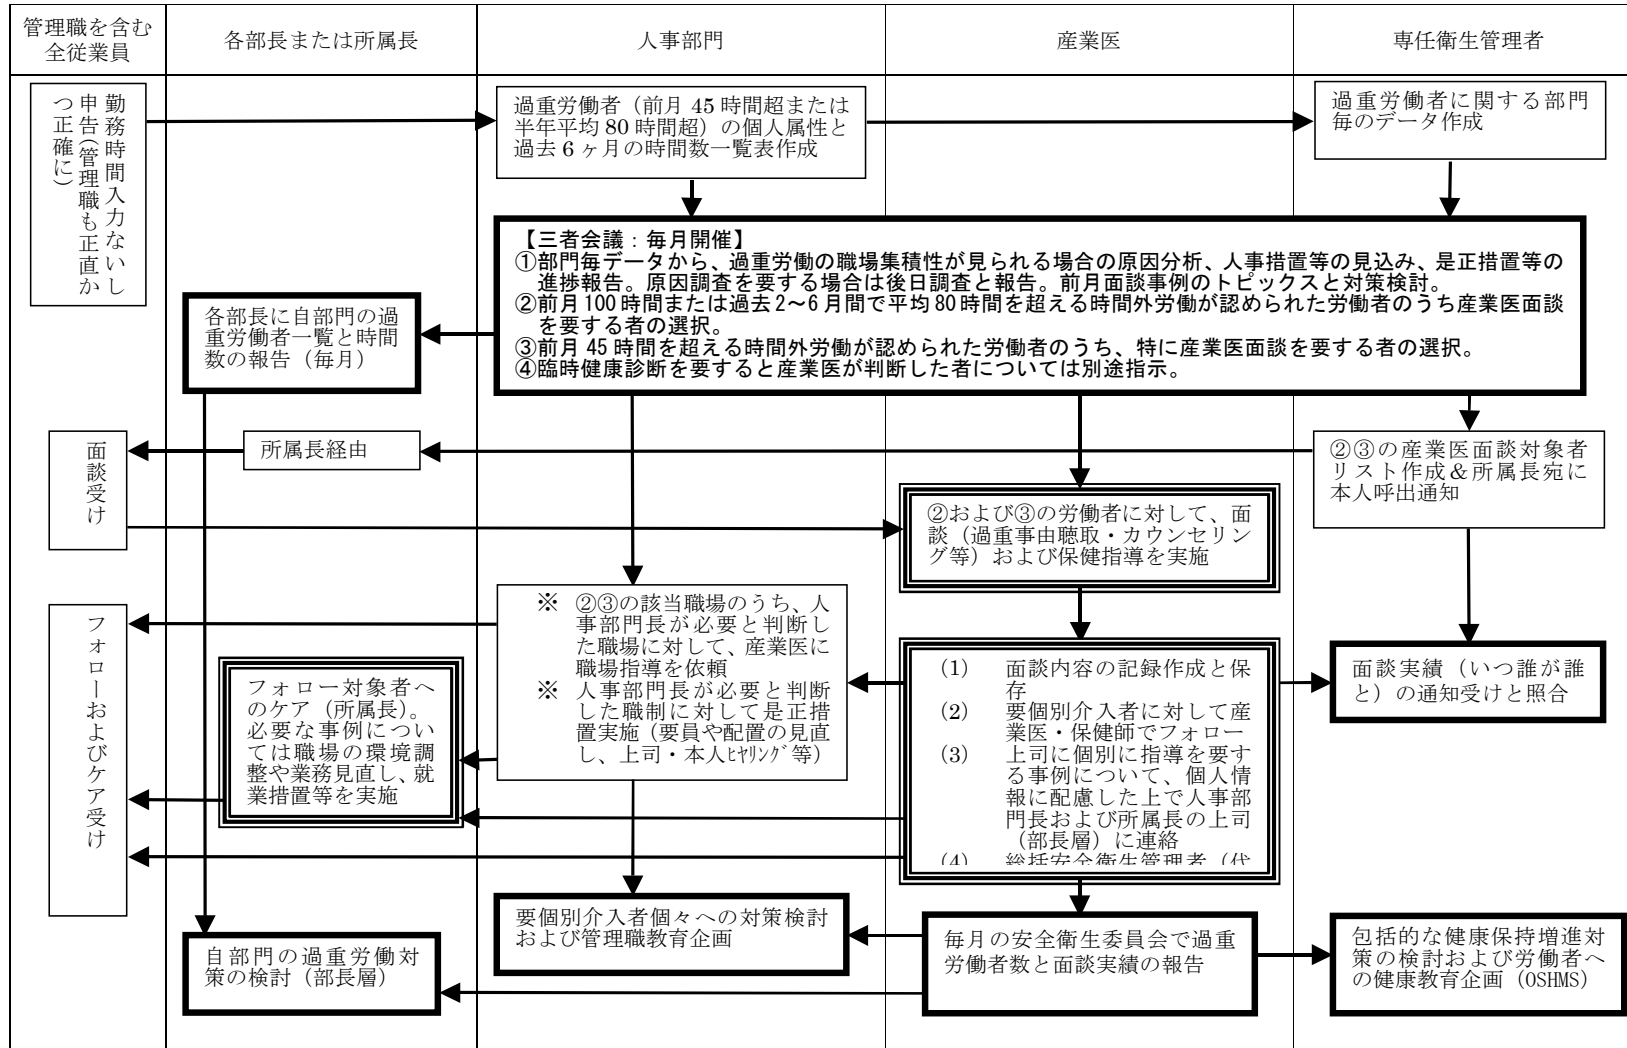 管理職を含む
全従業員
各部長または所属長
人事部門
産業医
専任衛生管理者
勤務時間入力ないし
申告（管理職も正直か
つ正確に）
過重労働者（前月 45 時間超または
半年平均 80 時間超）の個人属性と
過去 6 ヶ月の時間数一覧表作成
過重労働者に関する部門
毎のデータ作成
【三者会議：毎月開催】
①部門毎データから、過重労働の職場集積性が見られる場合の原因分析、人事措置等の見込み、是正措置等の
進捗報告。原因調査を要する場合は後日調査と報告。前月面談事例のトピックスと対策検討。
②前月 100 時間または過去 2～6 月間で平均 80 時間を超える時間外労働が認められた労働者のうち産業医面談
を要する者の選択。
③前月 45 時間を超える時間外労働が認められた労働者のうち、特に産業医面談を要する者の選択。
④臨時健康診断を要すると産業医が判断した者については別途指示。
各部長に自部門の過
重労働者一覧と時間
数の報告（毎月）
面談受け
所属長経由
②③の産業医面談対象者
リスト作成＆所属長宛に
本人呼出通知
②および③の労働者に対して、面
談（過重事由聴取・カウンセリン
グ等）および保健指導を実施
フォローおよびケア受け
※ ②③の該当職場のうち、人
事部門長が必要と判断し
た職場に対して、産業医に
職場指導を依頼
※ 人事部門長が必要と判断
した職制に対して是正措
置実施（要員や配置の見直
し、上司・本人ﾋﾔﾘﾝｸﾞ等）
フォロー対象者へ
のケア（所属長）。
必要な事例につい
ては職場の環境調
整や業務見直し、就
業措置等を実施
(1) 面談内容の記録作成と保
存
(2) 要個別介入者に対して産
業医・保健師でフォロー
(3) 上司に個別に指導を要す
る事例について、個人情
報に配慮した上で人事部
門長および所属長の上司
（部長層）に連絡
(4) 総括安全衛生管理者（代
面談実績（いつ誰が誰
と）の通知受けと照合
要個別介入者個々への対策検討
および管理職教育企画
自部門の過重労働対
策の検討（部長層）
毎月の安全衛生委員会で過重
労働者数と面談実績の報告
包括的な健康保持増進対
策の検討および労働者へ
の健康教育企画（OSHMS）